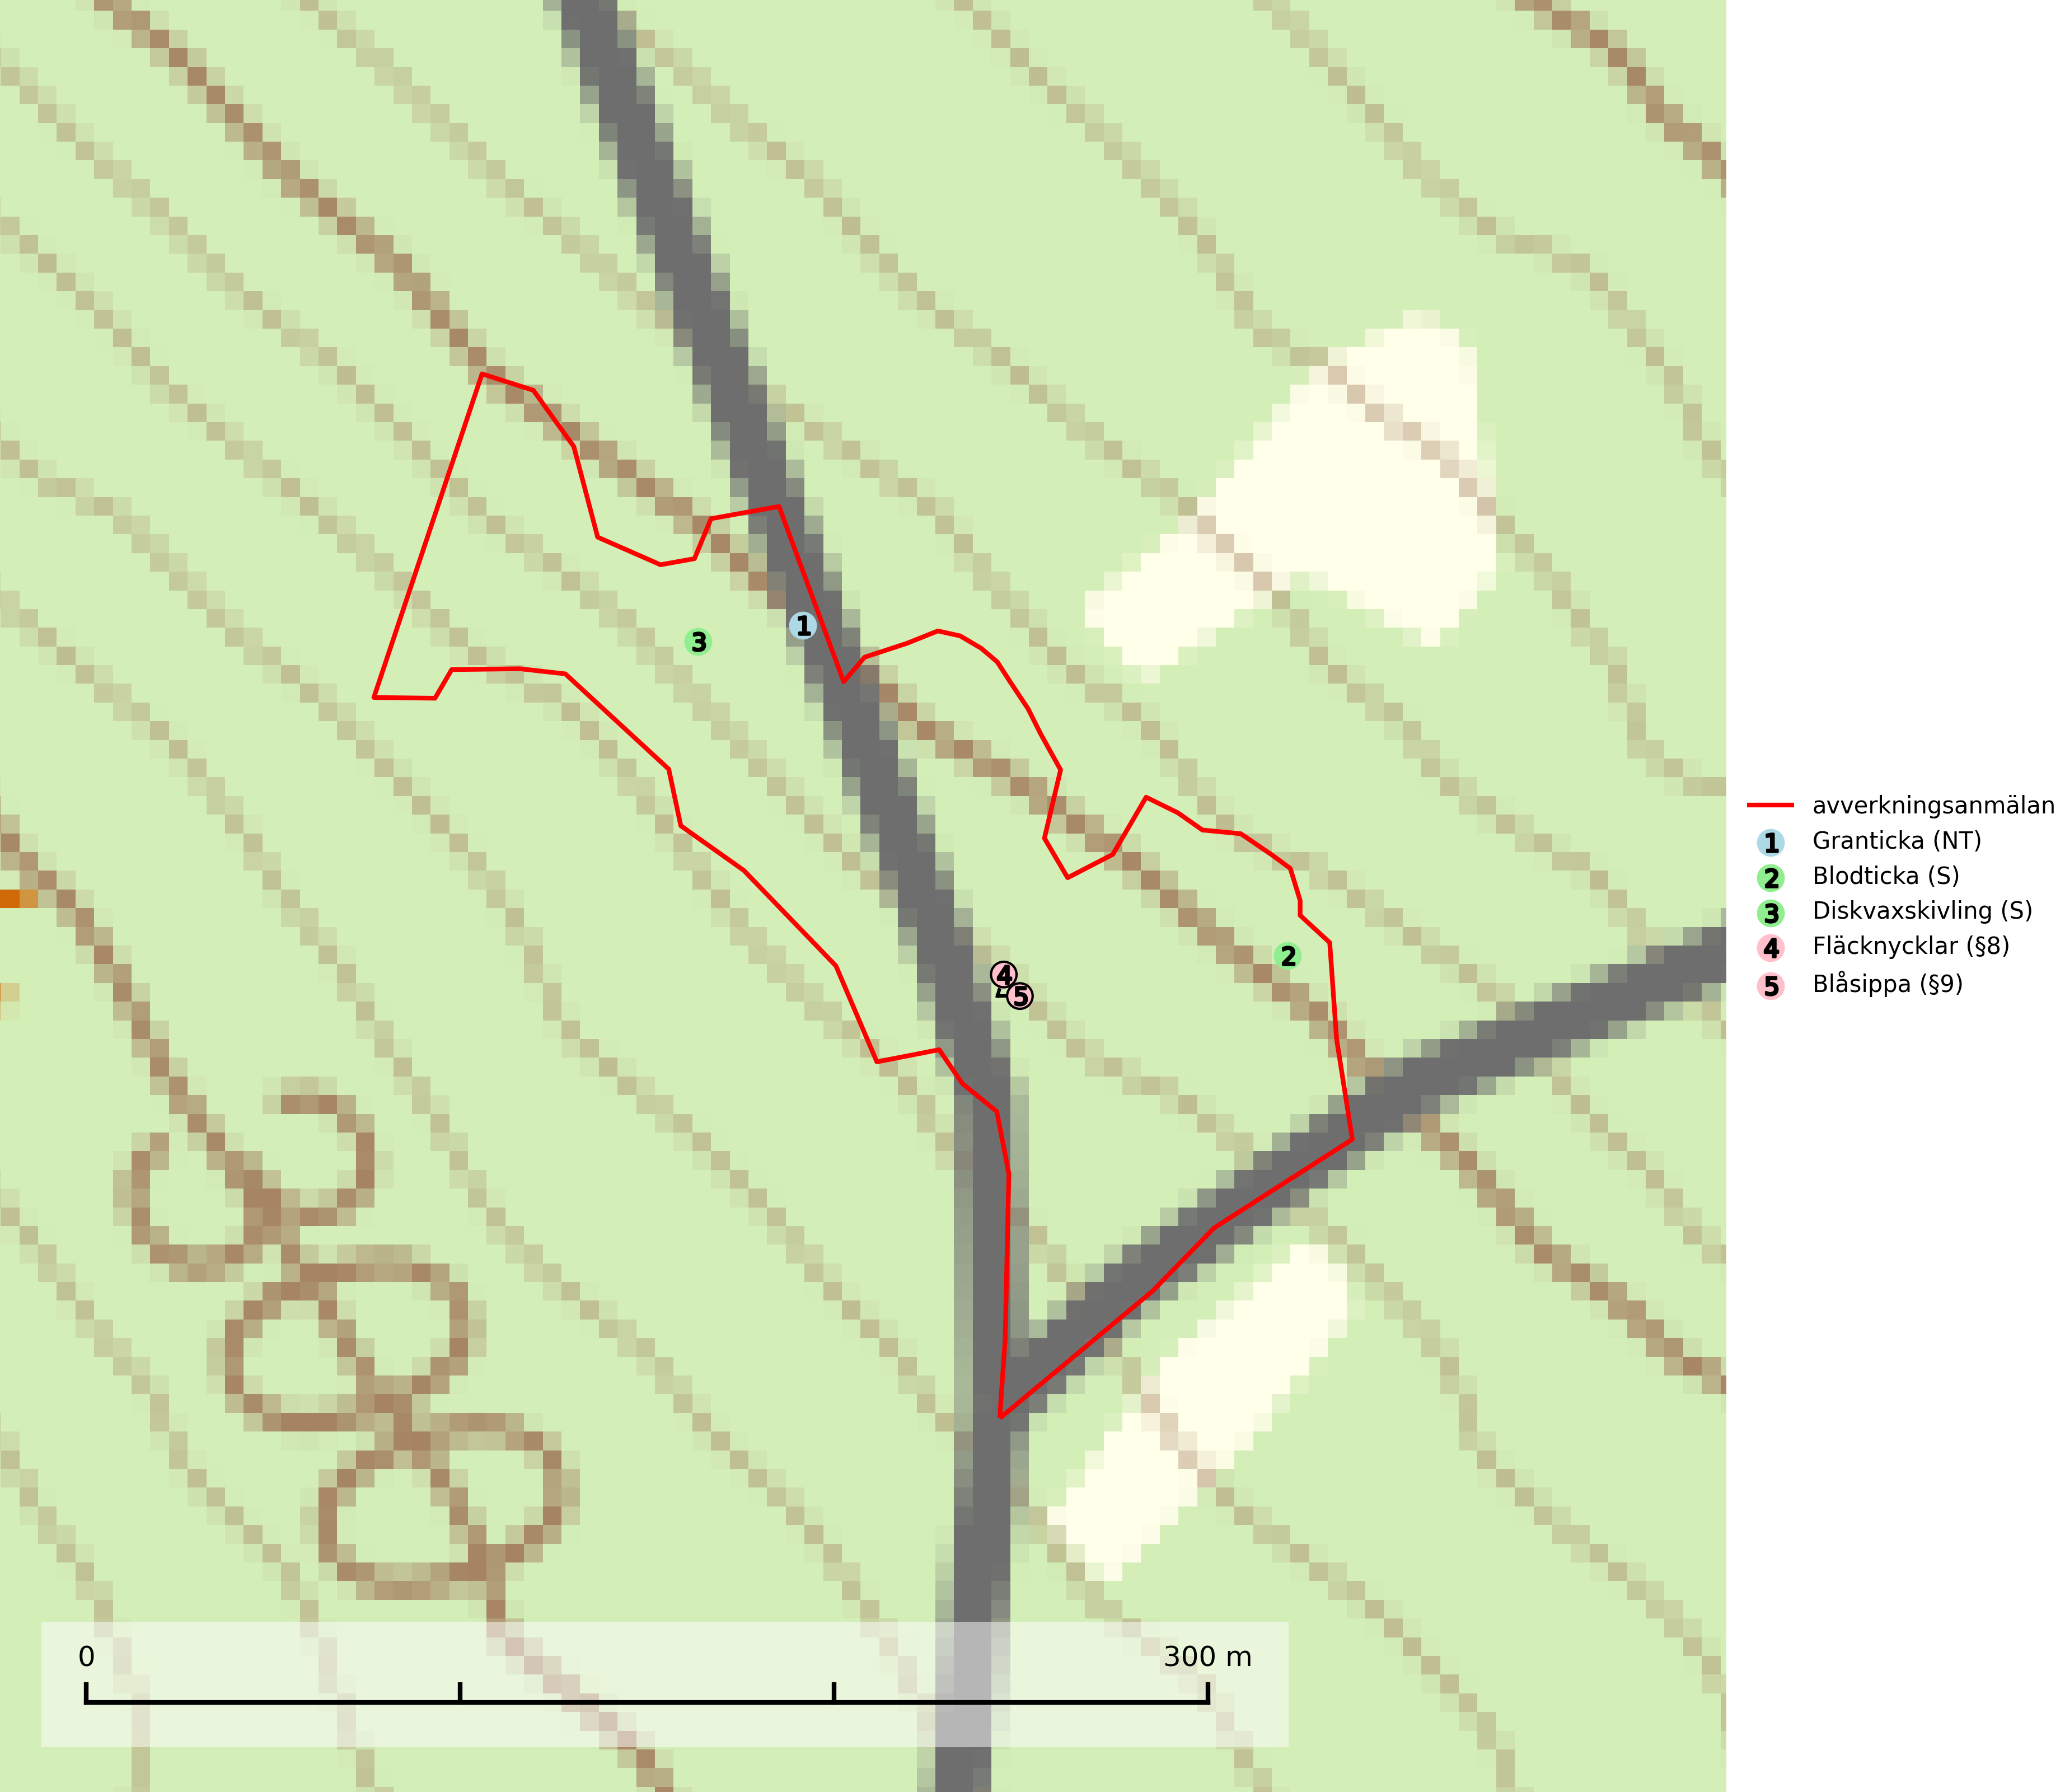 1
3
2
4
5
avverkningsanmälan
1 Granticka (NT)
2 Blodticka (S)
3 Diskvaxskivling (S)
4 Fläcknycklar (§8)
5 Blåsippa (§9)
0 300 m